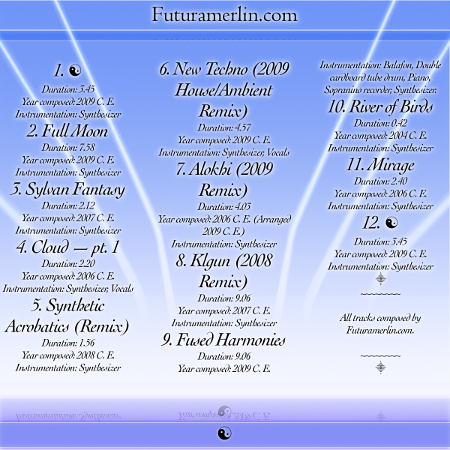 Futuramerlin.com
1. ☯
Duration: 3.45
Year composed: 2009 C. E.
Instrumentation: Synthesizer
2. Full Moon
Duration: 7.58
Year composed: 2009 C. E.
Instrumentation: Synthesizer
3. Sylvan Fantasy
Duration: 2.12
Year composed: 2007 C. E.
Instrumentation: Synthesizer
4. Cloud — pt. 1
Duration: 2.20
Year composed: 2006 C. E.
Instrumentation: Synthesizer, Vocals
5. Synthetic
Acrobatics (Remix)
Duration: 1.56
Year composed: 2008 C. E.
Instrumentation: Synthesizer
6. New Techno (2009
House/Ambient
Remix)
Duration: 4.57
Year composed: 2009 C. E.
Instrumentation: Synthesizer, Vocals
7. Alokhi (2009
Remix)
Duration: 4.03
Year composed: 2006 C. E. (Arranged
2009 C. E.)
Instrumentation: Synthesizer
8. Klgun (2008
Remix)
Duration: 9.06
Year composed: 2007 C. E.
Instrumentation: Synthesizer
9. Fused Harmonies
Duration: 9.06
Year composed: 2009 C. E.
Instrumentation: Balafon, Double
cardboard tube drum, Piano,
Sopranino recorder, Synthesizer.
10. River of Birds
Duration: 0.42
Year composed: 2004 C. E.
Instrumentation: Synthesizer
11. Mirage
Duration: 2.40
Year composed: 2006 C. E.
Instrumentation: Synthesizer
12. ☯
Duration: 3.45
Year composed: 2009 C. E.
Instrumentation: Synthesizer
All tracks composed by
Futuramerlin.com.
☯